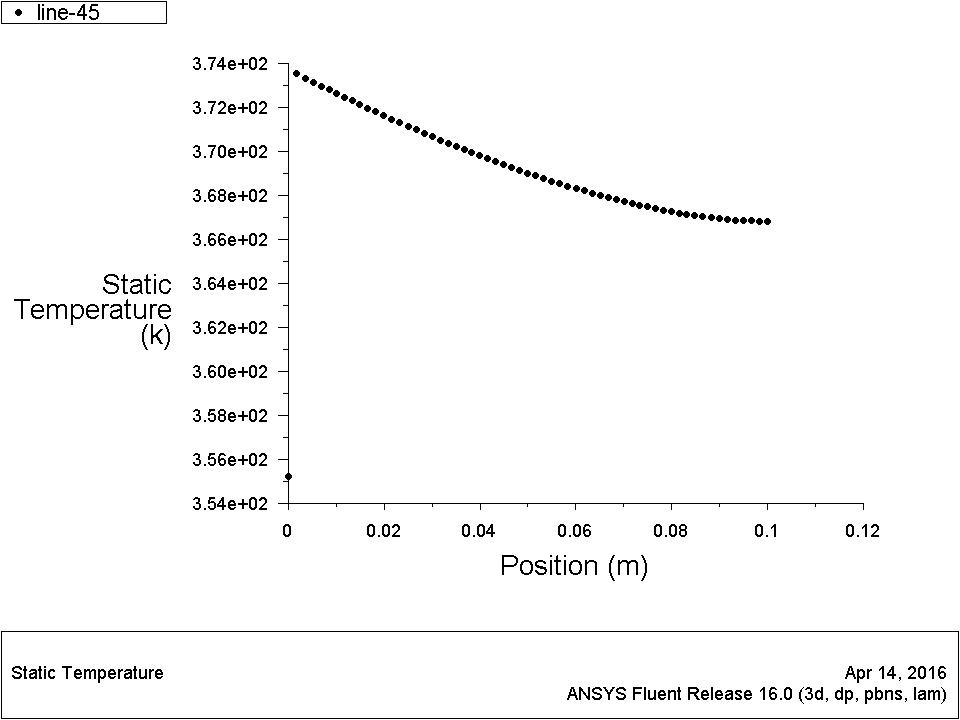 line-45
3.74e+02
3.72e+02
3.70e+02
3.68e+02
3.66e+02
3.64e+02
3.62e+02
3.60e+02
3.58e+02
3.56e+02
3.54e+02
Static
Temperature
(k)
0 0.02 0.04 0.06 0.08 0.1 0.12
Position (m)
Static Temperature
Apr 14, 2016
ANSYS Fluent Release 16.0 (3d, dp, pbns, lam)